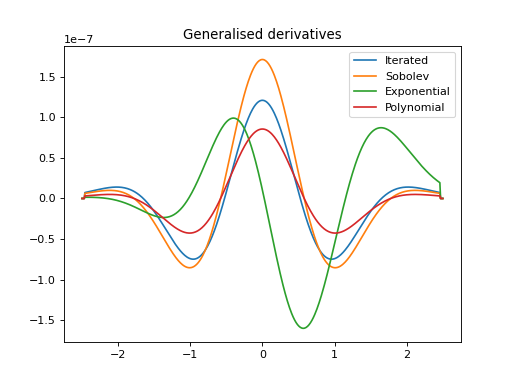 Generalised derivatives
1e−7
Iterated
Sobolev
Exponential
Polynomial
1.5
1.0
0.5
0.0
−0.5
−1.0
−1.5
−2 −1 0 1 2